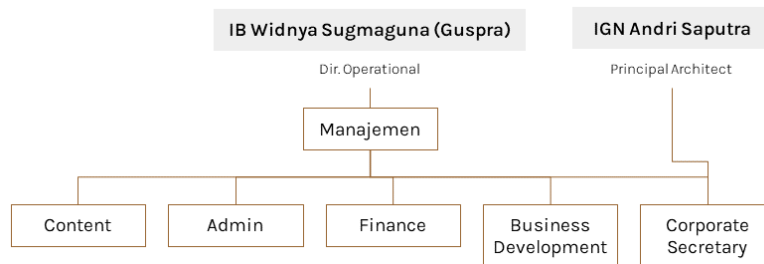 IB Widnya Sugmaguna (Guspra)
IGN Andri Saputra
Dir. Operational
Principal Architect
Manajemen
Content
Admin
Finance
Business
Development
Corporate
Secretary